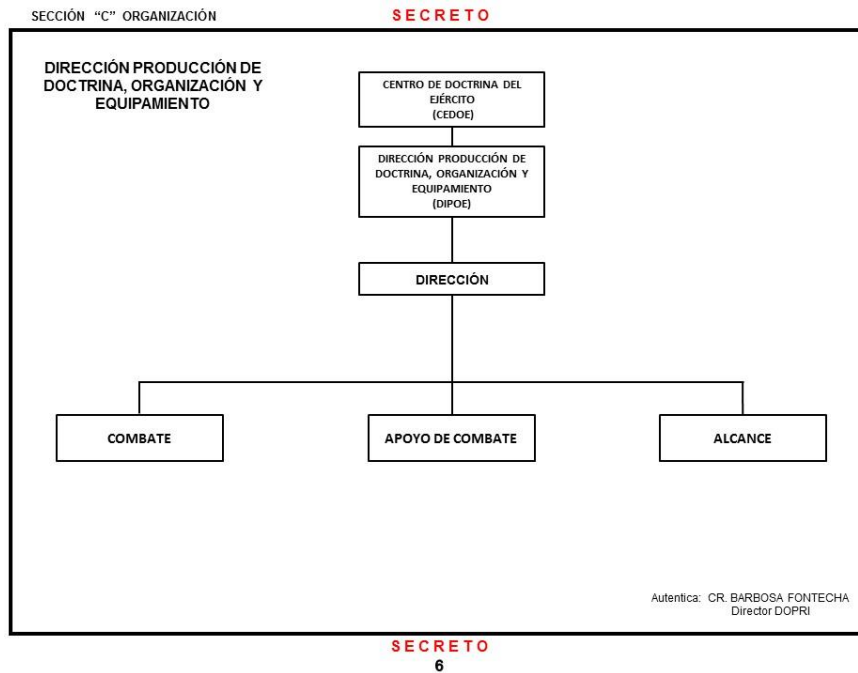 SECCIÓN “C” ORGANIZACIÓN
SECRETO
DIRECCIÓN PRODUCCIÓN DE
DOCTRINA, ORGANIZACIÓN Y
EQUIPAMIENTO
CENTRO DE DOCTRINA DEL
EJÉRCITO
(CEDOE)
DIRECCIÓN PRODUCCIÓN DE
DOCTRINA, ORGANIZACIÓN Y
EQUIPAMIENTO
(DIPOE)
DIRECCIÓN
COMBATE
APOYO DE COMBATE
ALCANCE
Autentica: CR. BARBOSA FONTECHA
Director DOPRI
SECRETO
6